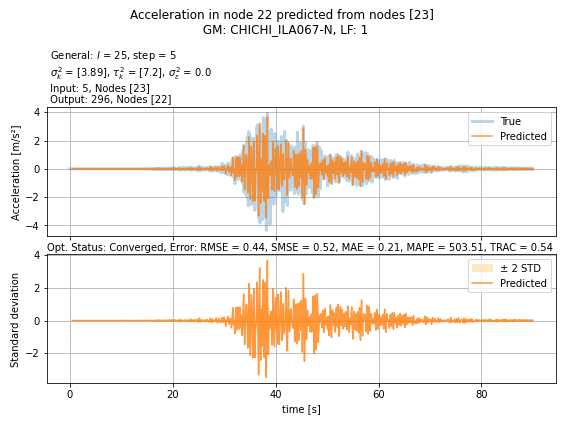 Acceleration in node 22 predicted from nodes [23]
GM: CHICHI_ILA067-N, LF: 1
General: l = 25, step = 5
σ²ₖ = [3.89], τ²ₖ = [7.2], σ²ε = 0.0
Input: 5, Nodes [23]
Output: 296, Nodes [22]
4
2
0
−2
−4
Acceleration [m/s²]
True
Predicted
Opt. Status: Converged, Error: RMSE = 0.44, SMSE = 0.52, MAE = 0.21, MAPE = 503.51, TRAC = 0.54
4
2
0
−2
Standard deviation
± 2 STD
Predicted
0 20 40 60 80
time [s]